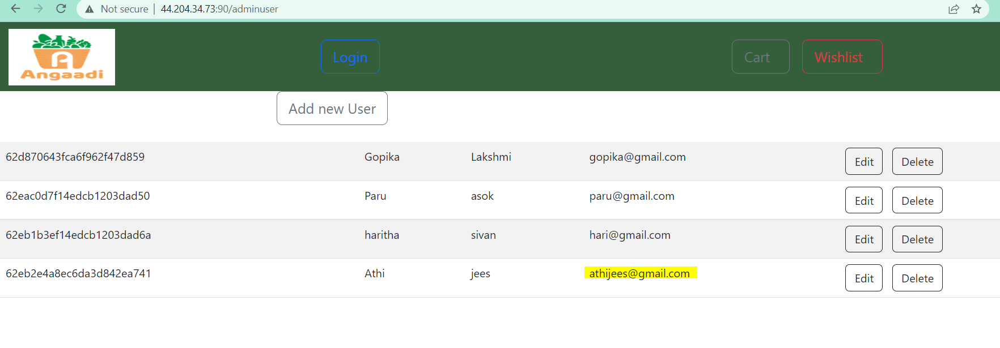 Not secure | 44.204.34.73:90/adminuser
A
Angaadi
Login
Cart
Wishlist
Add new User
62d870643fca6f962f47d859 Gopika Lakshmi gopika@gmail.com Edit Delete
62eac0d7f14edcb1203dad50 Paru asok paru@gmail.com Edit Delete
62eb1b3ef14edcb1203dad6a haritha sivan hari@gmail.com Edit Delete
62eb2e4a8ec6da3d842ea741 Athi jees athijees@gmail.com Edit Delete